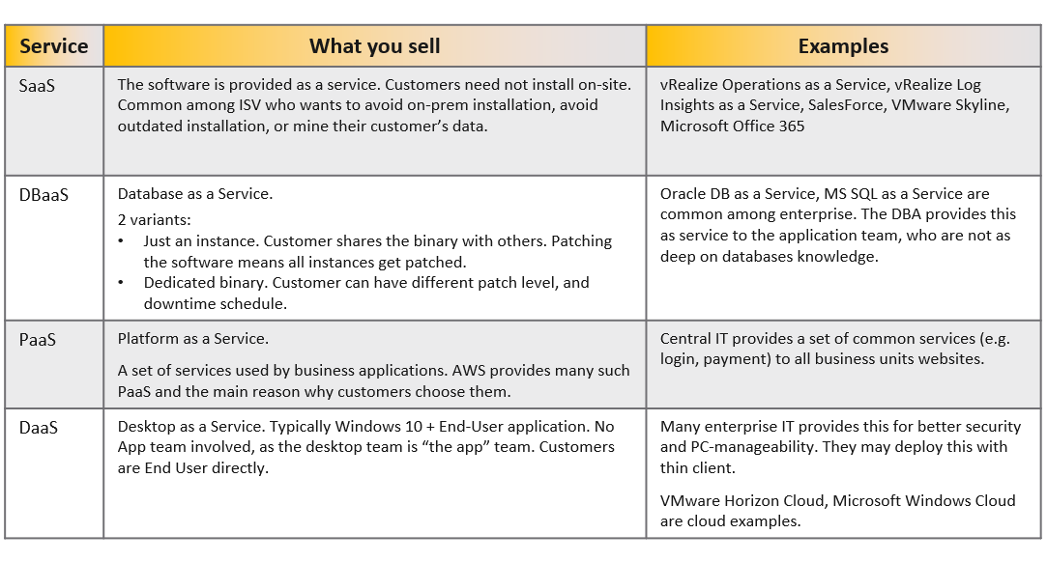 Service
What you sell
Examples
SaaS
The software is provided as a service. Customers need not install on-site.
Common among ISV who wants to avoid on-prem installation, avoid
outdated installation, or mine their customer’s data.
vRealize Operations as a Service, vRealize Log
Insights as a Service, SalesForce, VMware Skyline,
Microsoft Office 365
DBaaS
Database as a Service.
2 variants:
• Just an instance. Customer shares the binary with others. Patching
the software means all instances get patched.
• Dedicated binary. Customer can have different patch level, and
downtime schedule.
Oracle DB as a Service, MS SQL as a Service are
common among enterprise. The DBA provides this
as service to the application team, who are not as
deep on databases knowledge.
PaaS
Platform as a Service.
A set of services used by business applications. AWS provides many such
PaaS and the main reason why customers choose them.
Central IT provides a set of common services (e.g.
login, payment) to all business units websites.
DaaS
Desktop as a Service. Typically Windows 10 + End-User application. No
App team involved, as the desktop team is “the app” team. Customers
are End User directly.
Many enterprise IT provides this for better security
and PC-manageability. They may deploy this with
thin client.
VMware Horizon Cloud, Microsoft Windows Cloud
are cloud examples.